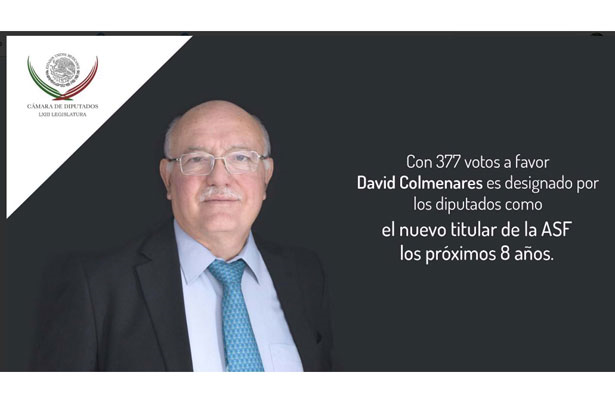 CÁMARA DE DIPUTADOS
LXIII LEGISLATURA
Con 377 votos a favor
David Colmenares es designado por
los diputados como
el nuevo titular de la ASF
los próximos 8 años.